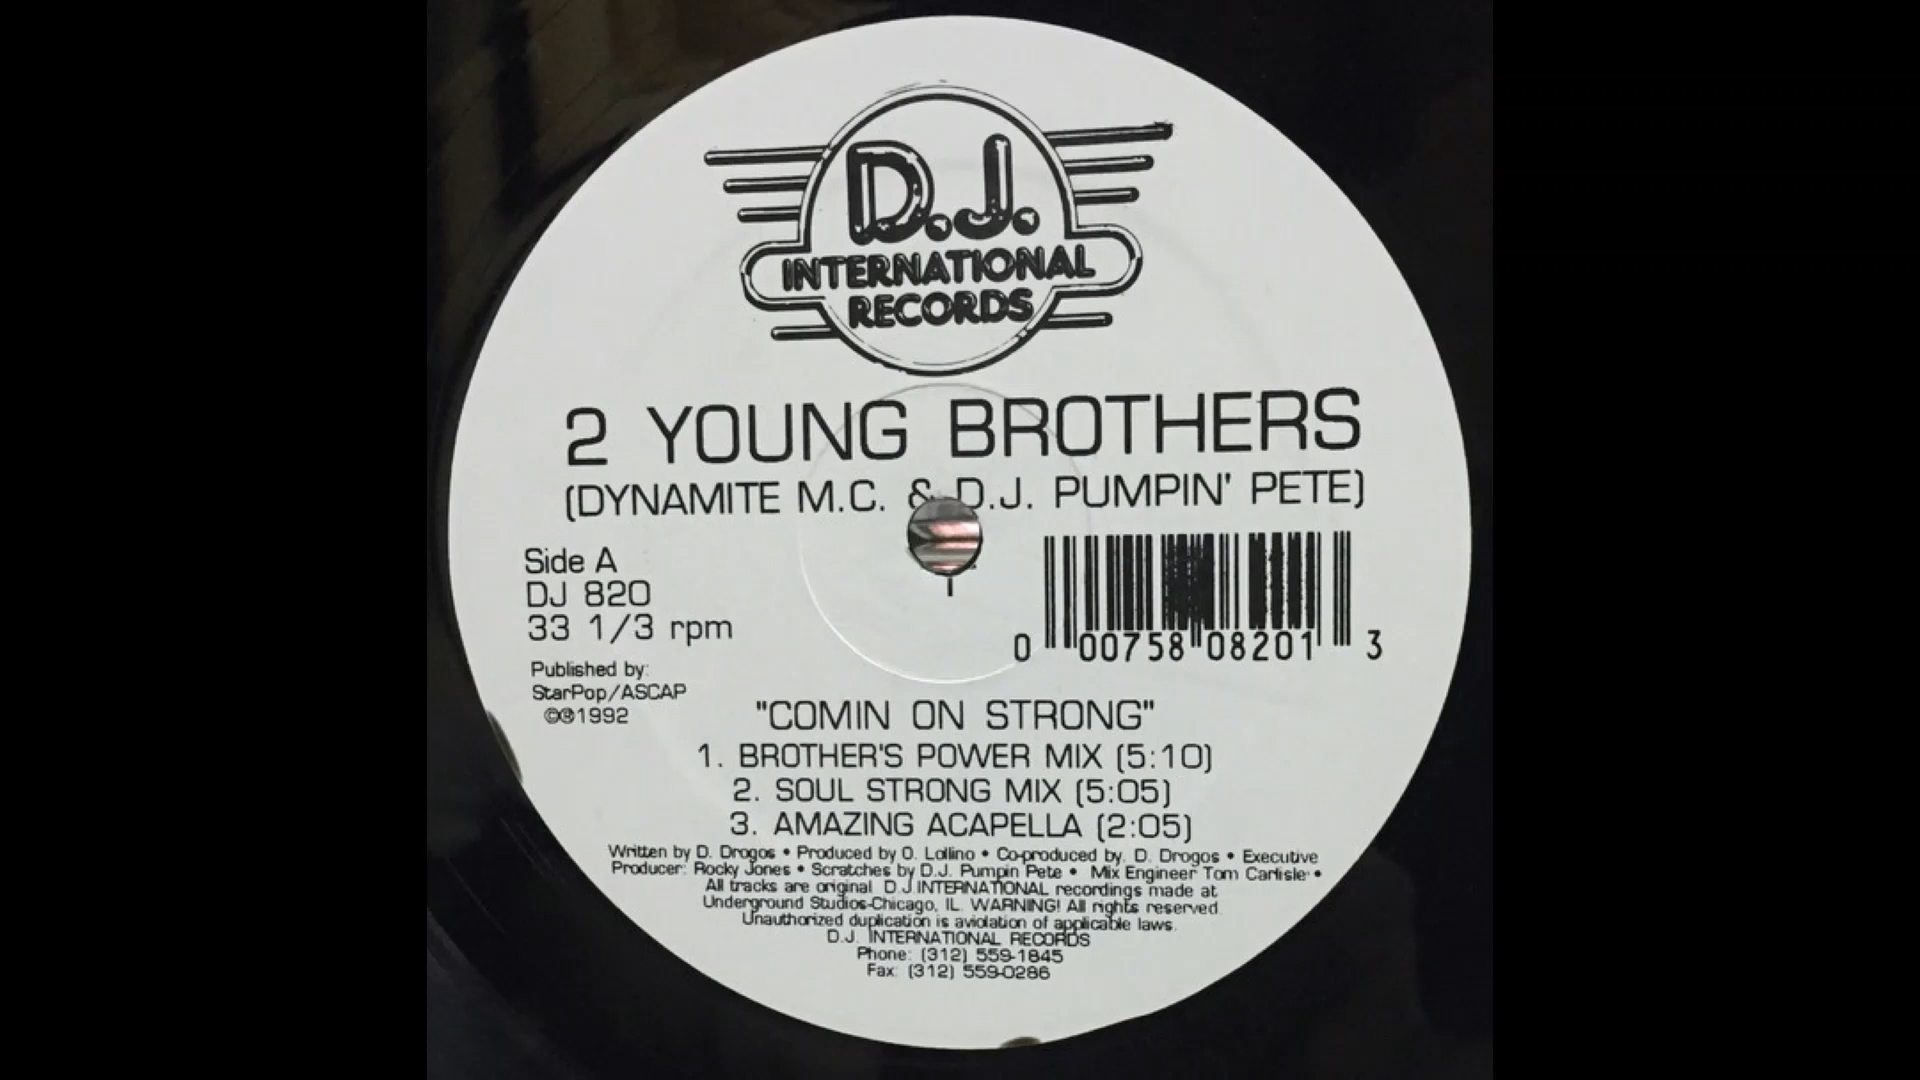 D.J.
INTERNATIONAL
RECORDS
2 YOUNG BROTHERS
(DYNAMITE M.C. & D.J. PUMPIN' PETE)
Side A
DJ 820
33 1/3 rpm
Published by:
StarPop/ASCAP
©℗1992
0 00758 08201 3
"COMIN ON STRONG"
1. BROTHER'S POWER MIX (5:10)
2. SOUL STRONG MIX (5:05)
3. AMAZING ACAPELLA (2:05)
Written by D. Drogos • Produced by O. Lollino • Co-produced by. D. Drogos • Executive
Producer: Rocky Jones • Scratches by D.J. Pumpin Pete • Mix Engineer Tom Carlisle •
All tracks are original D.J INTERNATIONAL recordings made at
Underground Studios-Chicago, IL. WARNING! All rights reserved.
Unauthorized duplication is aviolation of applicable laws.
D.J. INTERNATIONAL RECORDS
Phone: (312) 559-1845
Fax: (312) 559-0286